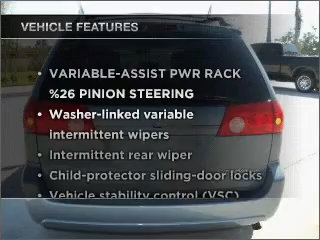 VEHICLE FEATURES
• VARIABLE-ASSIST PWR RACK
%26 PINION STEERING
• Washer-linked variable
intermittent wipers
• Intermittent rear wiper
• Child-protector sliding-door locks
• Vehicle stability control (VSC)